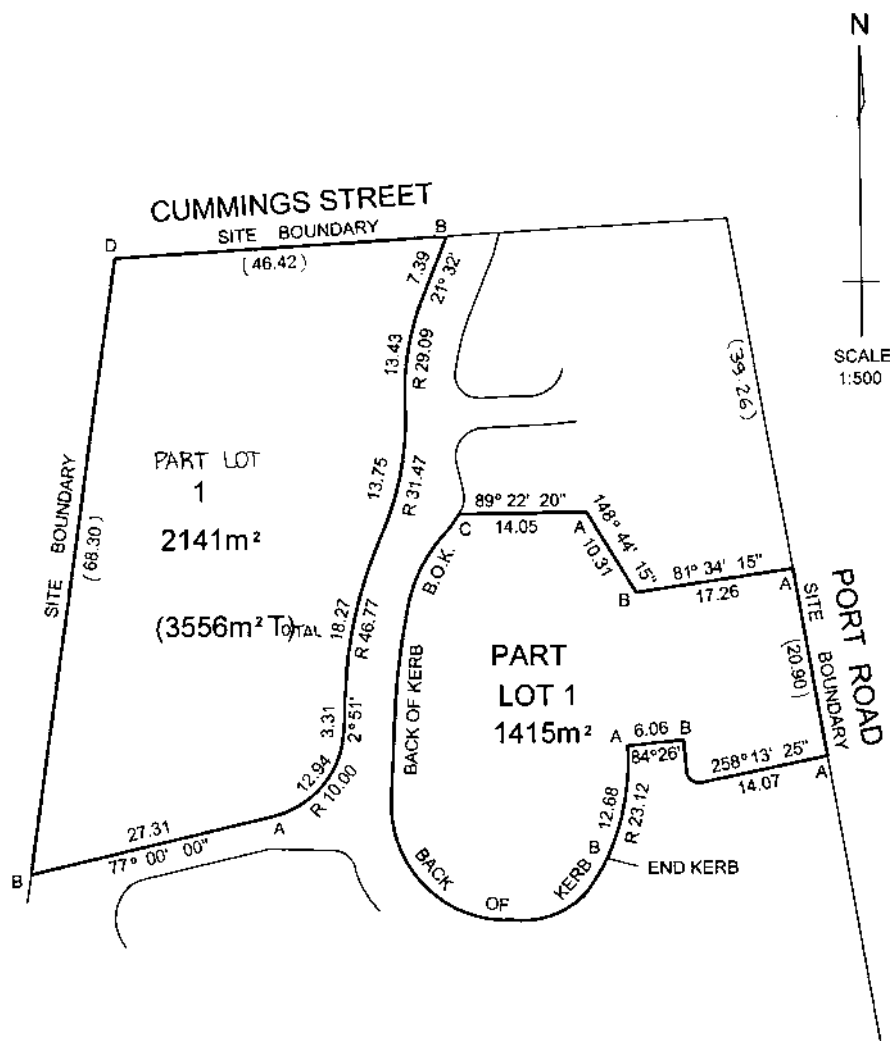 N
SCALE
1:500
CUMMINGS STREET
SITE BOUNDARY
D
B
(46.42)
7.39
21° 32'
13.43
R 29.09
(39.26)
13.75
R 31.47
PART LOT
1
2141m²
(3556m² TOTAL)
SITE BOUNDARY
(68.30)
89° 22' 20"
C
14.05
A
148° 44' 15"
10.31
B
81° 34' 15"
17.26
A
B.O.K.
BACK OF KERB
18.27
R 46.77
PART
LOT 1
1415m²
SITE BOUNDARY
(20.90)
PORT ROAD
3.31
2° 51'
A
6.06
B
84° 26'
258° 13' 25"
14.07
A
12.94
R 10.00
12.68
R 23.12
27.31
A
77° 00' 00"
B
B
END KERB
BACK OF KERB